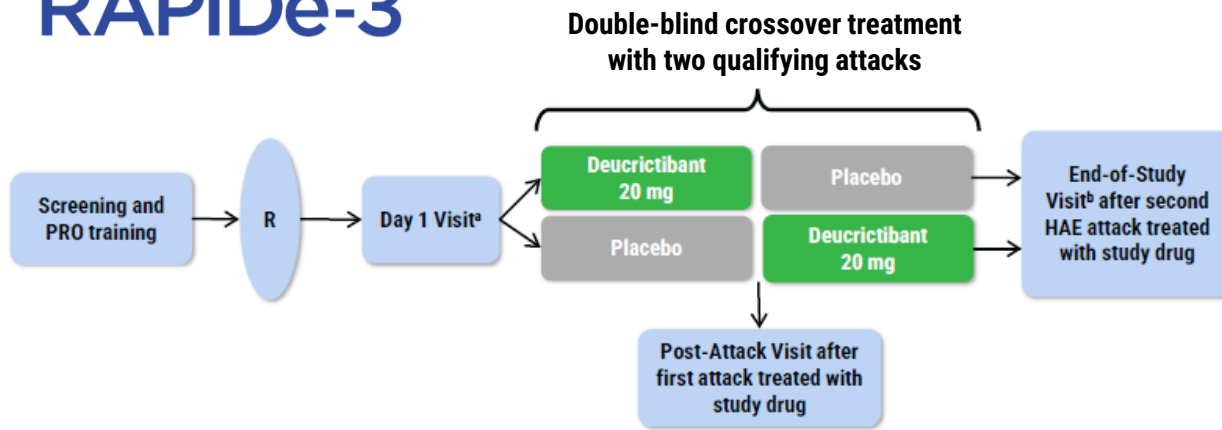 RAPIDe-3
Double-blind crossover treatment
with two qualifying attacks
Screening and
PRO training
R
Day 1 Visitᵃ
Deucrictibant
20 mg
Placebo
Placebo
Deucrictibant
20 mg
End-of-Study
Visitᵇ after second
HAE attack treated
with study drug
Post-Attack Visit after
first attack treated with
study drug